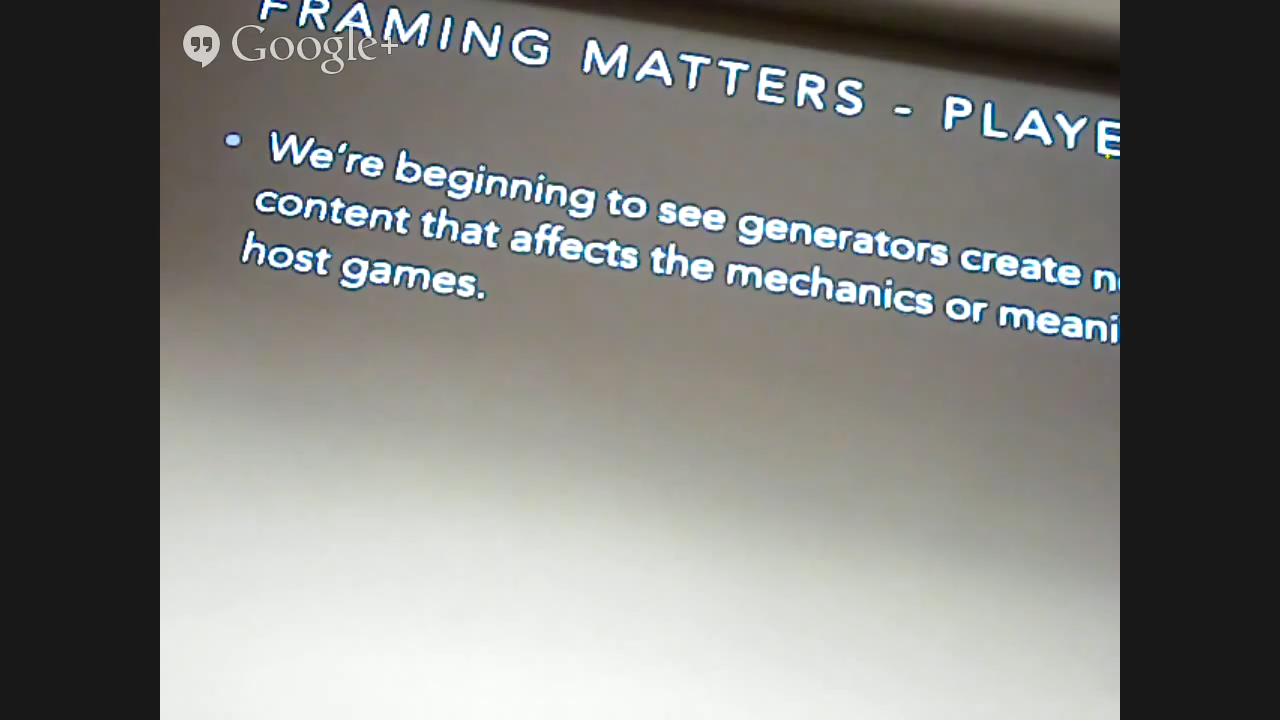 Google+
FRAMING MATTERS - PLAYE
• We're beginning to see generators create
content that affects the mechanics or meani
host games.